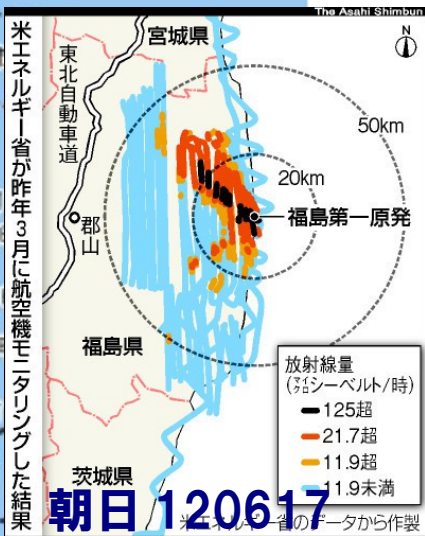 The Asahi Shimbun
米エネルギー省が昨年3月に航空機モニタリングした結果
宮城県
N
東北自動車道
50km
20km
福島第一原発
郡山
福島県
放射線量
(マイクロシーベルト/時)
125超
21.7超
11.9超
11.9未満
茨城県
朝日 120617
米エネルギー省のデータから作製